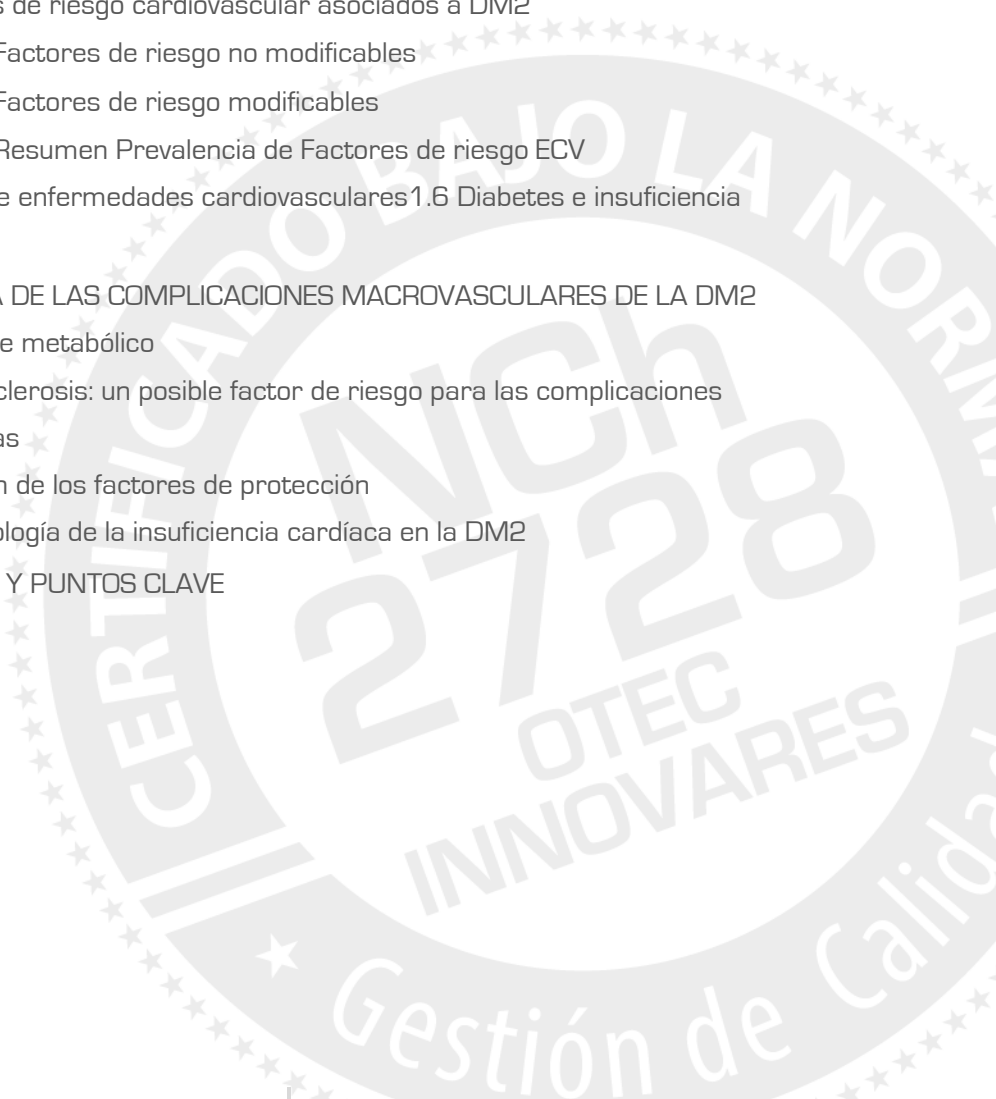 s de riesgo cardiovascular asociados a DM2
Factores de riesgo no modificables
Factores de riesgo modificables
Resumen Prevalencia de Factores de riesgo ECV
e enfermedades cardiovasculares1.6 Diabetes e insuficiencia
A DE LAS COMPLICACIONES MACROVASCULARES DE LA DM2
e metabólico
clerosis: un posible factor de riesgo para las complicaciones
as
n de los factores de protección
ología de la insuficiencia cardíaca en la DM2
Y PUNTOS CLAVE
CERTIFICADO BAJO LA NORMA
NCh
2728
OTEC
INNOVARES
Gestión de Calidad